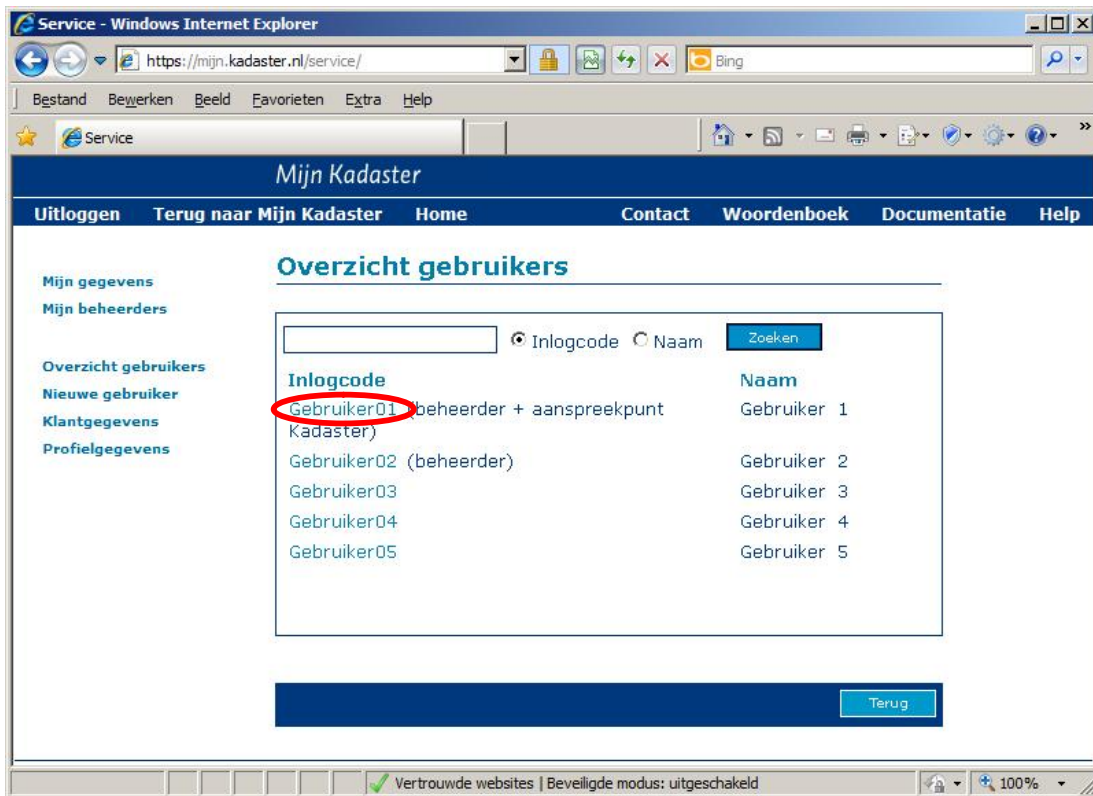 Service - Windows Internet Explorer
https://mijn.kadaster.nl/service/
Bing
Bestand Bewerken Beeld Favorieten Extra Help
Service
»
Mijn Kadaster
Uitloggen Terug naar Mijn Kadaster Home Contact Woordenboek Documentatie Help
Overzicht gebruikers
Mijn gegevens
Mijn beheerders
Overzicht gebruikers
Nieuwe gebruiker
Klantgegevens
Profielgegevens
Inlogcode Naam Zoeken
Inlogcode Naam
Gebruiker01 (beheerder + aanspreekpunt Gebruiker 1
Kadaster)
Gebruiker02 (beheerder) Gebruiker 2
Gebruiker03 Gebruiker 3
Gebruiker04 Gebruiker 4
Gebruiker05 Gebruiker 5
Terug
Vertrouwde websites | Beveiligde modus: uitgeschakeld 100%